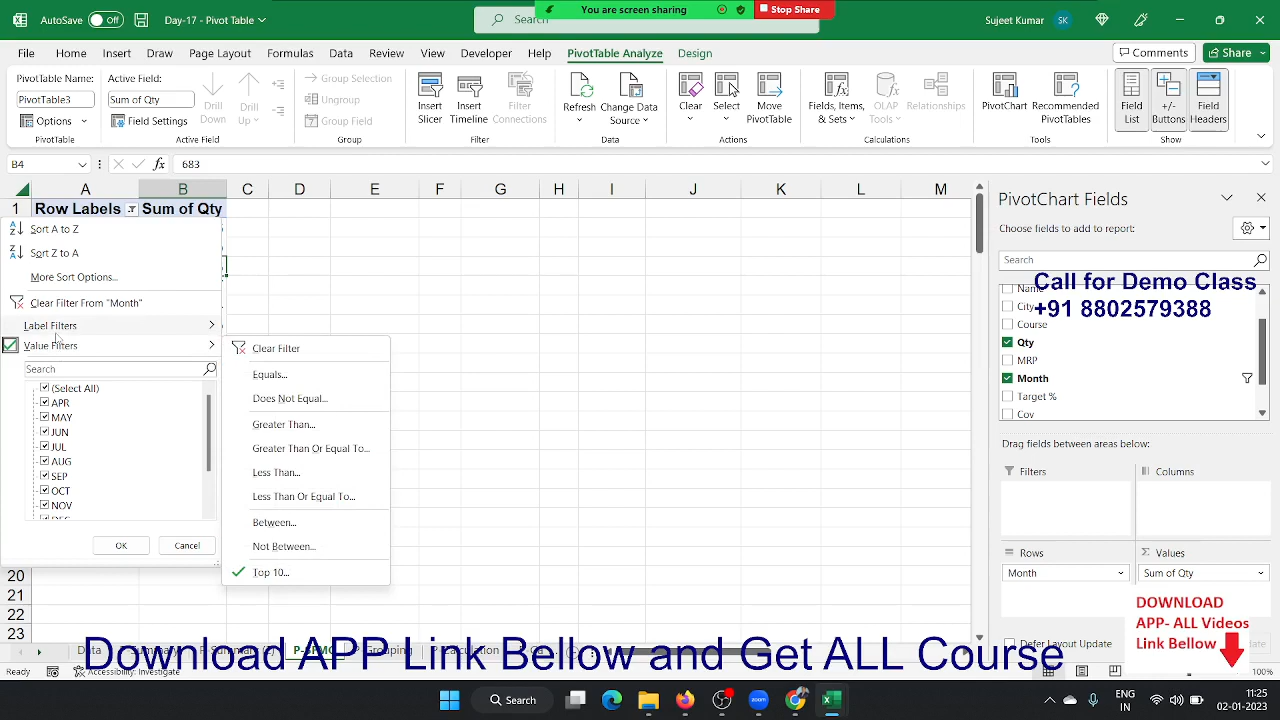 AutoSave Off Day-17 - Pivot Table Search Sujeet Kumar SK
You are screen sharing Stop Share
File Home Insert Draw Page Layout Formulas Data Review View Developer Help PivotTable Analyze Design Comments Share
PivotTable Name:
PivotTable3
Options
PivotTable
Active Field:
Sum of Qty
Field Settings
Drill Down
Drill Up
Active Field
Group Selection
Ungroup
Group Field
Group
Insert Slicer
Insert Timeline
Filter Connections
Filter
Refresh
Change Data Source
Data
Clear
Select
Move PivotTable
Actions
Fields, Items, & Sets
OLAP Tools
Relationships
Calculations
PivotChart
Recommended PivotTables
Tools
Field List
+/- Buttons
Field Headers
Show
B4 fx 683
A B C D E F G H I J K L M
1 Row Labels Sum of Qty
Sort A to Z
Sort Z to A
More Sort Options...
Clear Filter From "Month"
Label Filters
Value Filters
Search
(Select All)
APR
MAY
JUN
JUL
AUG
SEP
OCT
NOV
OK Cancel
Clear Filter
Equals...
Does Not Equal...
Greater Than...
Greater Than Or Equal To...
Less Than...
Less Than Or Equal To...
Between...
Not Between...
Top 10...
20
21
22
23
PivotChart Fields
Choose fields to add to report:
Search
Name
City
Course
Qty
MRP
Month
Target %
Cov
Call for Demo Class
+91 8802579388
Drag fields between areas below:
Filters Columns
Rows Values
Month Sum of Qty
Defer Layout
DOWNLOAD
APP- ALL Videos
Link Bellow
Data
Download APP Link Bellow and Get ALL Course
Ready Accessibility: Investigate 100%
Search
ENG
IN
11:25
02-01-2023